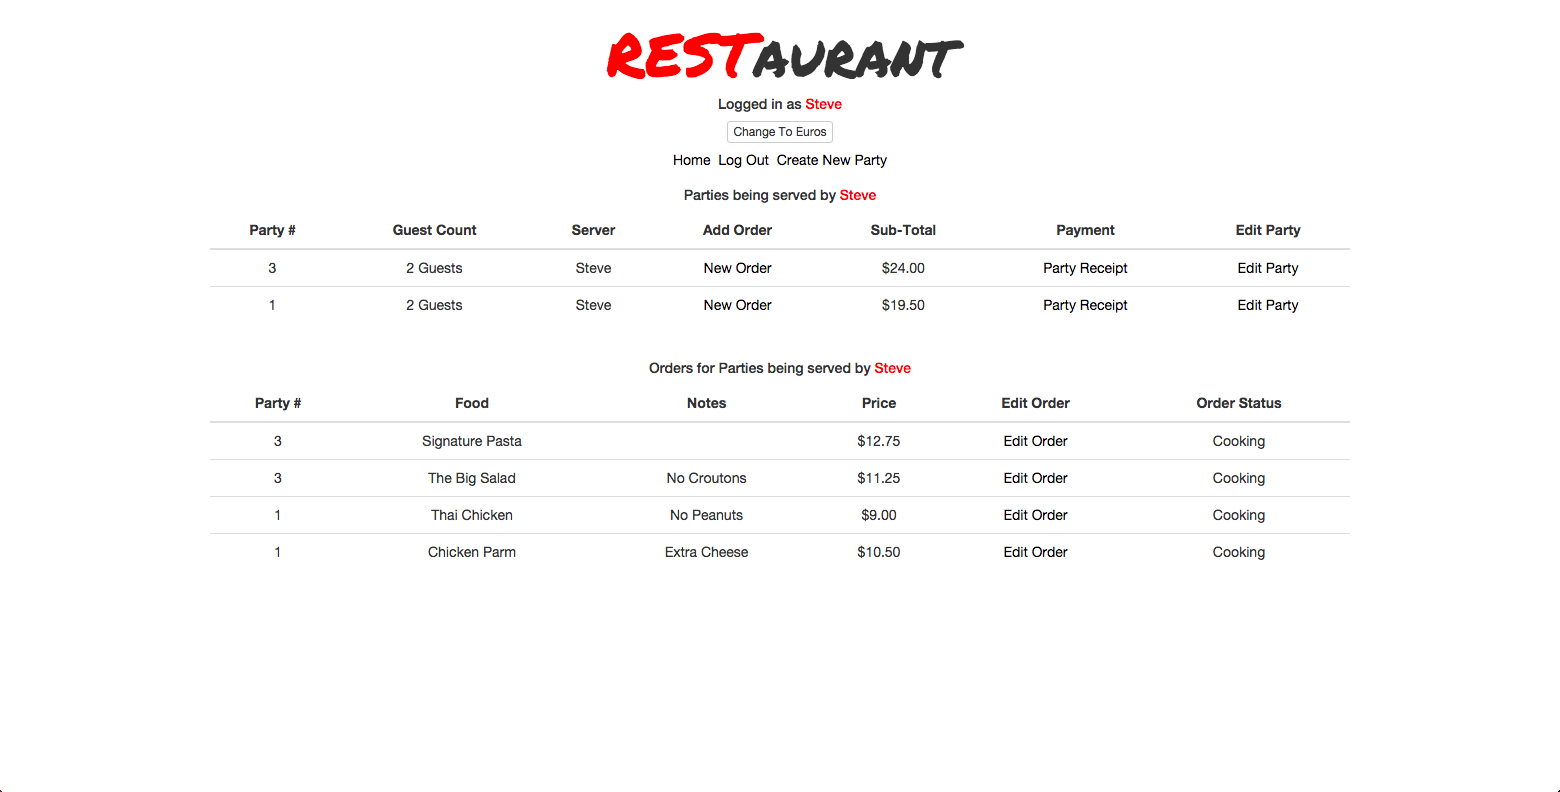 RESTAURANT
Logged in as Steve
Change To Euros
Home Log Out Create New Party
Parties being served by Steve
Party # Guest Count Server Add Order Sub-Total Payment Edit Party
3 2 Guests Steve New Order $24.00 Party Receipt Edit Party
1 2 Guests Steve New Order $19.50 Party Receipt Edit Party
Orders for Parties being served by Steve
Party # Food Notes Price Edit Order Order Status
3 Signature Pasta $12.75 Edit Order Cooking
3 The Big Salad No Croutons $11.25 Edit Order Cooking
1 Thai Chicken No Peanuts $9.00 Edit Order Cooking
1 Chicken Parm Extra Cheese $10.50 Edit Order Cooking